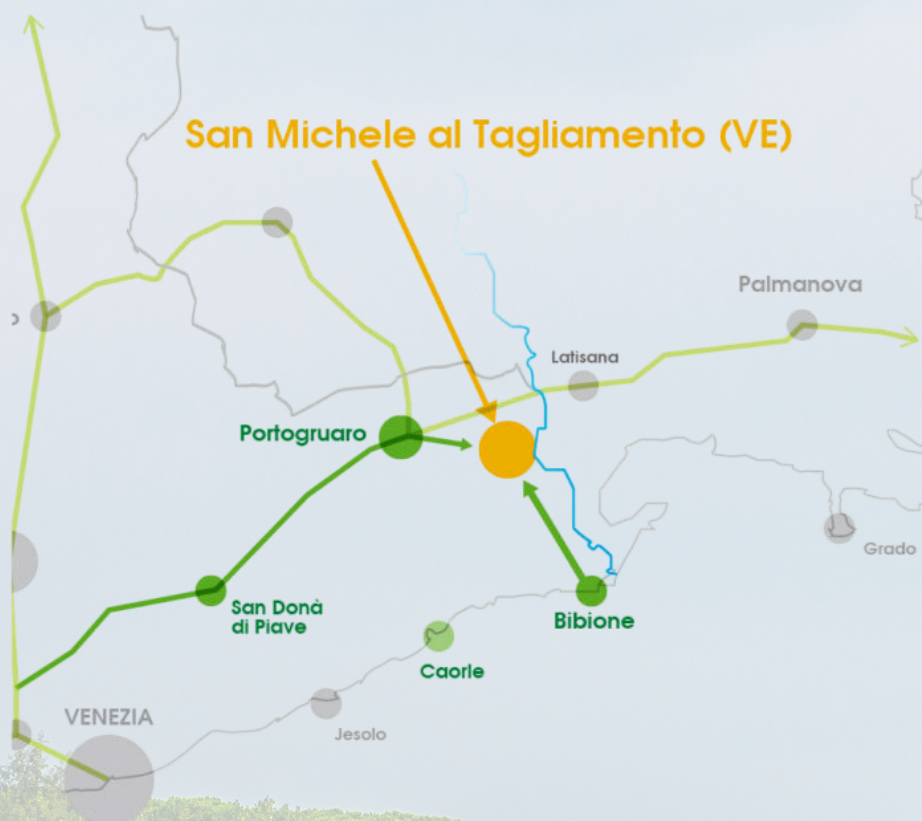 San Michele al Tagliamento (VE)
Palmanova
Latisana
Portogruaro
Grado
San Donà
di Piave
Bibione
Caorle
VENEZIA
Jesolo